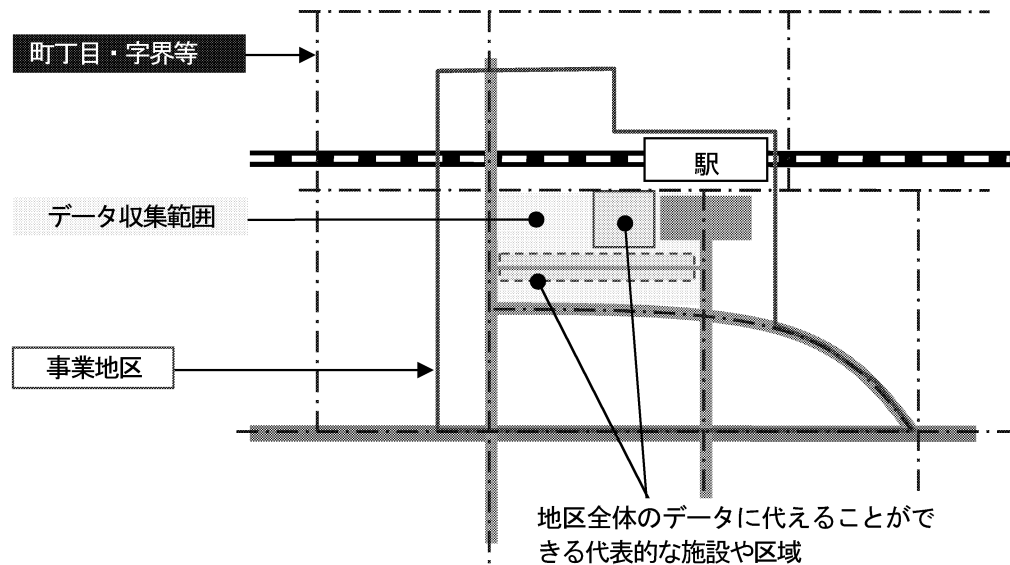 町丁目・字界等
駅
データ収集範囲
事業地区
地区全体のデータに代えることがで
きる代表的な施設や区域